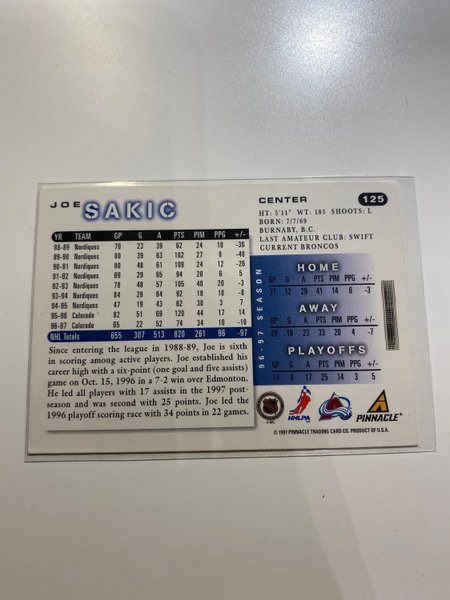 JOE SAKIC
CENTER 125
HT: 5'11" WT: 185 SHOOTS: L
BORN: 7/7/69
BURNABY, B.C.
LAST AMATEUR CLUB: SWIFT
CURRENT BRONCOS
YR TEAM GP G A PTS PIM PPG +/-
88-89 Nordiques 70 23 39 62 24 10 -36
89-90 Nordiques 80 39 63 102 27 8 -40
90-91 Nordiques 80 48 61 109 24 12 -26
91-92 Nordiques 69 29 65 94 20 6 5
92-93 Nordiques 78 48 57 105 40 20 -3
93-94 Nordiques 84 28 64 92 18 10 -8
94-95 Nordiques 47 19 43 62 30 3 7
95-96 Colorado 82 51 69 120 44 17 14
96-97 Colorado 65 22 52 74 34 10 -10
NHL Totals 655 307 513 820 261 96 -97
Since entering the league in 1988-89, Joe is sixth
in scoring among active players. Joe established his
career high with a six-point (one goal and five assists)
game on Oct. 15, 1996 in a 7-2 win over Edmonton.
He led all players with 17 assists in the 1997 post-
season and was second with 25 points. Joe led the
1996 playoff scoring race with 34 points in 22 games.
96-97 SEASON
HOME
GP G A PTS PIM PPG +/-
12 29 41 14 6 -3
AWAY
GP G A PTS PIM PPG +/-
28 10 23 33 20 4 -7
PLAYOFFS
GP G A PTS PIM PPG +/-
17 8 17 25 14 3 5
NHLPA
PINNACLE
© 1997 PINNACLE TRADING CARD CO. PRODUCT OF U.S.A.